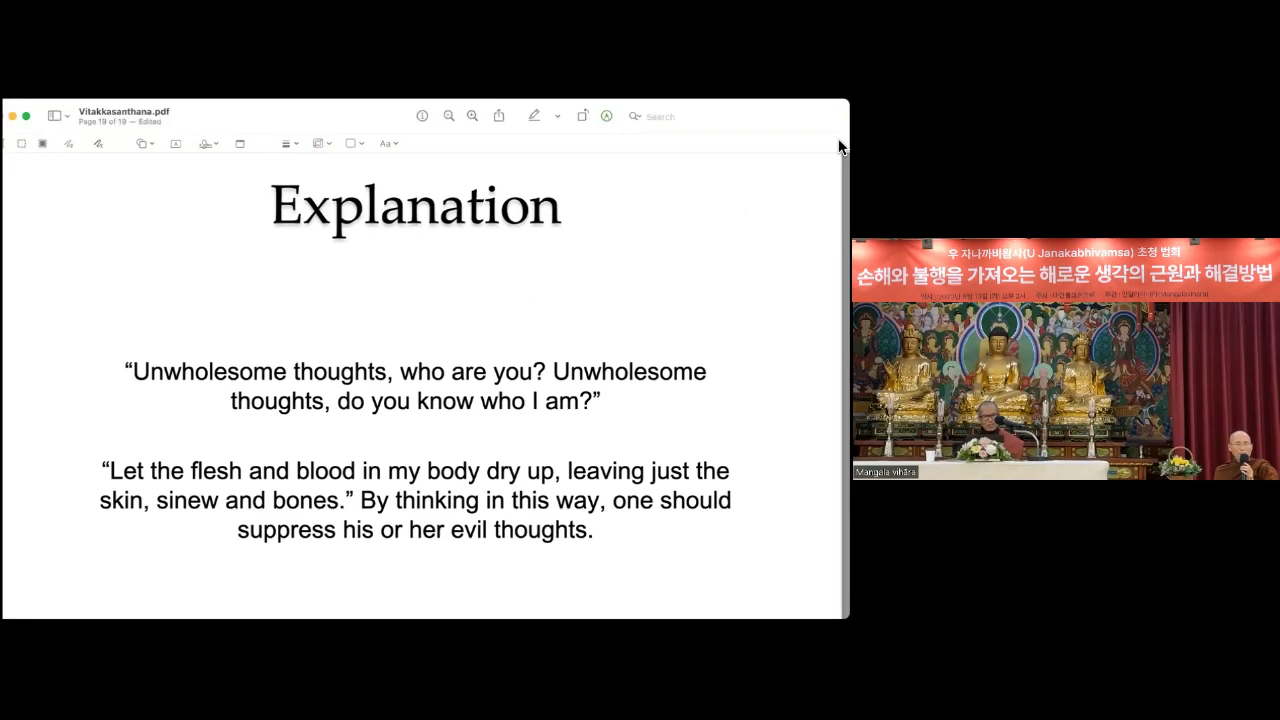 Vitakkasanthana.pdf
Page 19 of 19 — Edited
Search
Aa
Explanation
“Unwholesome thoughts, who are you? Unwholesome
thoughts, do you know who I am?”
“Let the flesh and blood in my body dry up, leaving just the
skin, sinew and bones.” By thinking in this way, one should
suppress his or her evil thoughts.
우 자나까비왐사(U Janakabhivamsa) 초청 법회
손해와 불행을 가져오는 해로운 생각의 근원과 해결방법
Mangala vihāra